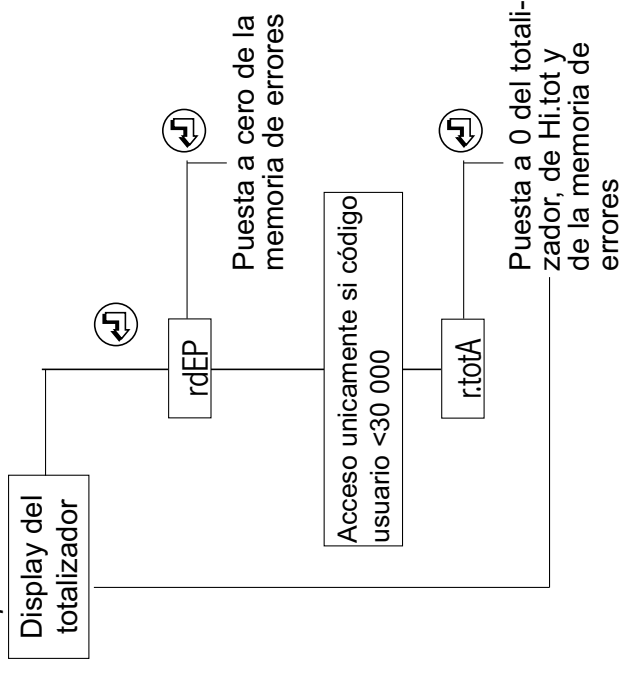 Display del
totalizador
rdEP
Puesta a cero de la
memoria de errores
Acceso unicamente si código
usuario <30 000
r.totA
Puesta a 0 del totali-
zador, de Hi.tot y
de la memoria de
errores